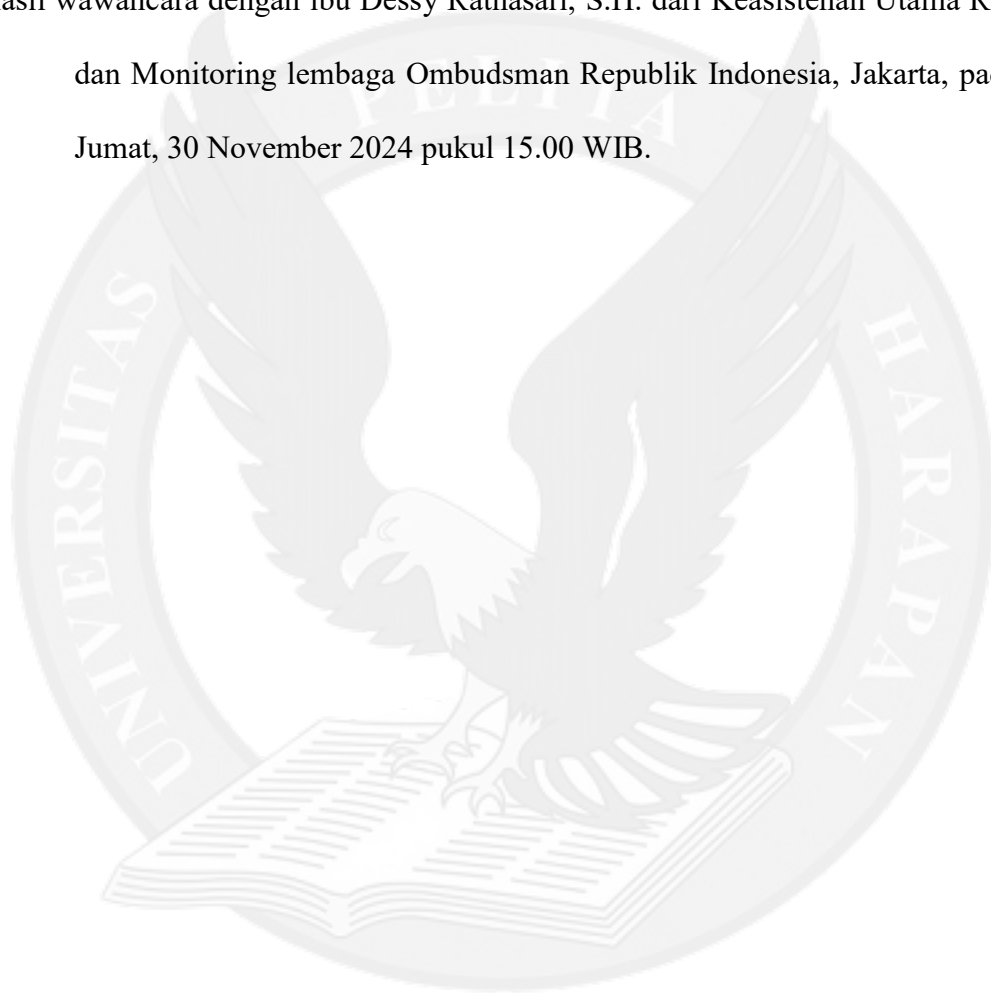 wawancara dengan Ibu Dessy Ratnasari, S.H. dari Keasistenan Utama
dan Monitoring lembaga Ombudsman Republik Indonesia, Jakarta,
Jumat, 30 November 2024 pukul 15.00 WIB.
UNIVERSITAS
PELITA
HARAPAN